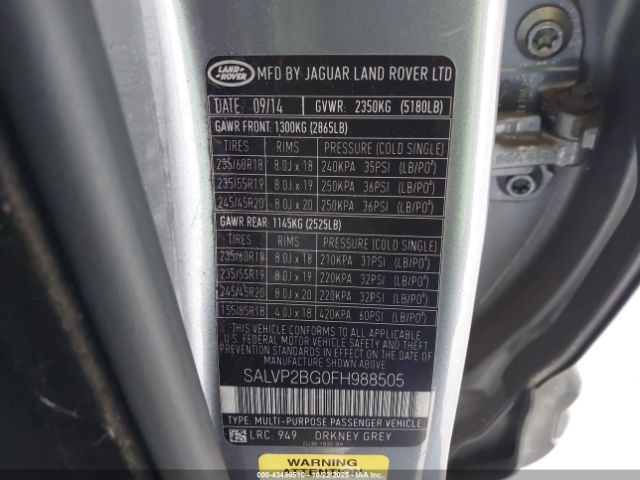 LAND ROVER
MFD BY JAGUAR LAND ROVER LTD
DATE 09/14 GVWR: 2350KG (5180LB)
GAWR FRONT: 1300KG (2865LB)
TIRES RIMS PRESSURE (COLD SINGLE)
235/60R18 8.0J x 18 240KPA 35PSI (LB/PO²)
235/55R19 8.0J x 19 250KPA 36PSI (LB/PO²)
245/45R20 8.0J x 20 250KPA 36PSI (LB/PO²)
GAWR REAR: 1145KG (2525LB)
TIRES RIMS PRESSURE (COLD SINGLE)
235/60R18 8.0J x 18 210KPA 31PSI (LB/PO²)
235/55R19 8.0J x 19 220KPA 32PSI (LB/PO²)
245/45R20 8.0J x 20 220KPA 32PSI (LB/PO²)
155/85R18 4.0J x 18 420KPA 60PSI (LB/PO²)
THIS VEHICLE CONFORMS TO ALL APPLICABLE
U.S FEDERAL MOTOR VEHICLE SAFETY AND THEFT
PREVENTION STANDARDS IN EFFECT ON THE DATE OF
MANUFACTURE SHOWN ABOVE
SALVP2BG0FH988505
TYPE: MULTI-PURPOSE PASSENGER VEHICLE
LRC: 949 ORKNEY GREY
WARNING
Owner: 00-43496510 - 10/22/2025 - IAAI Auctions